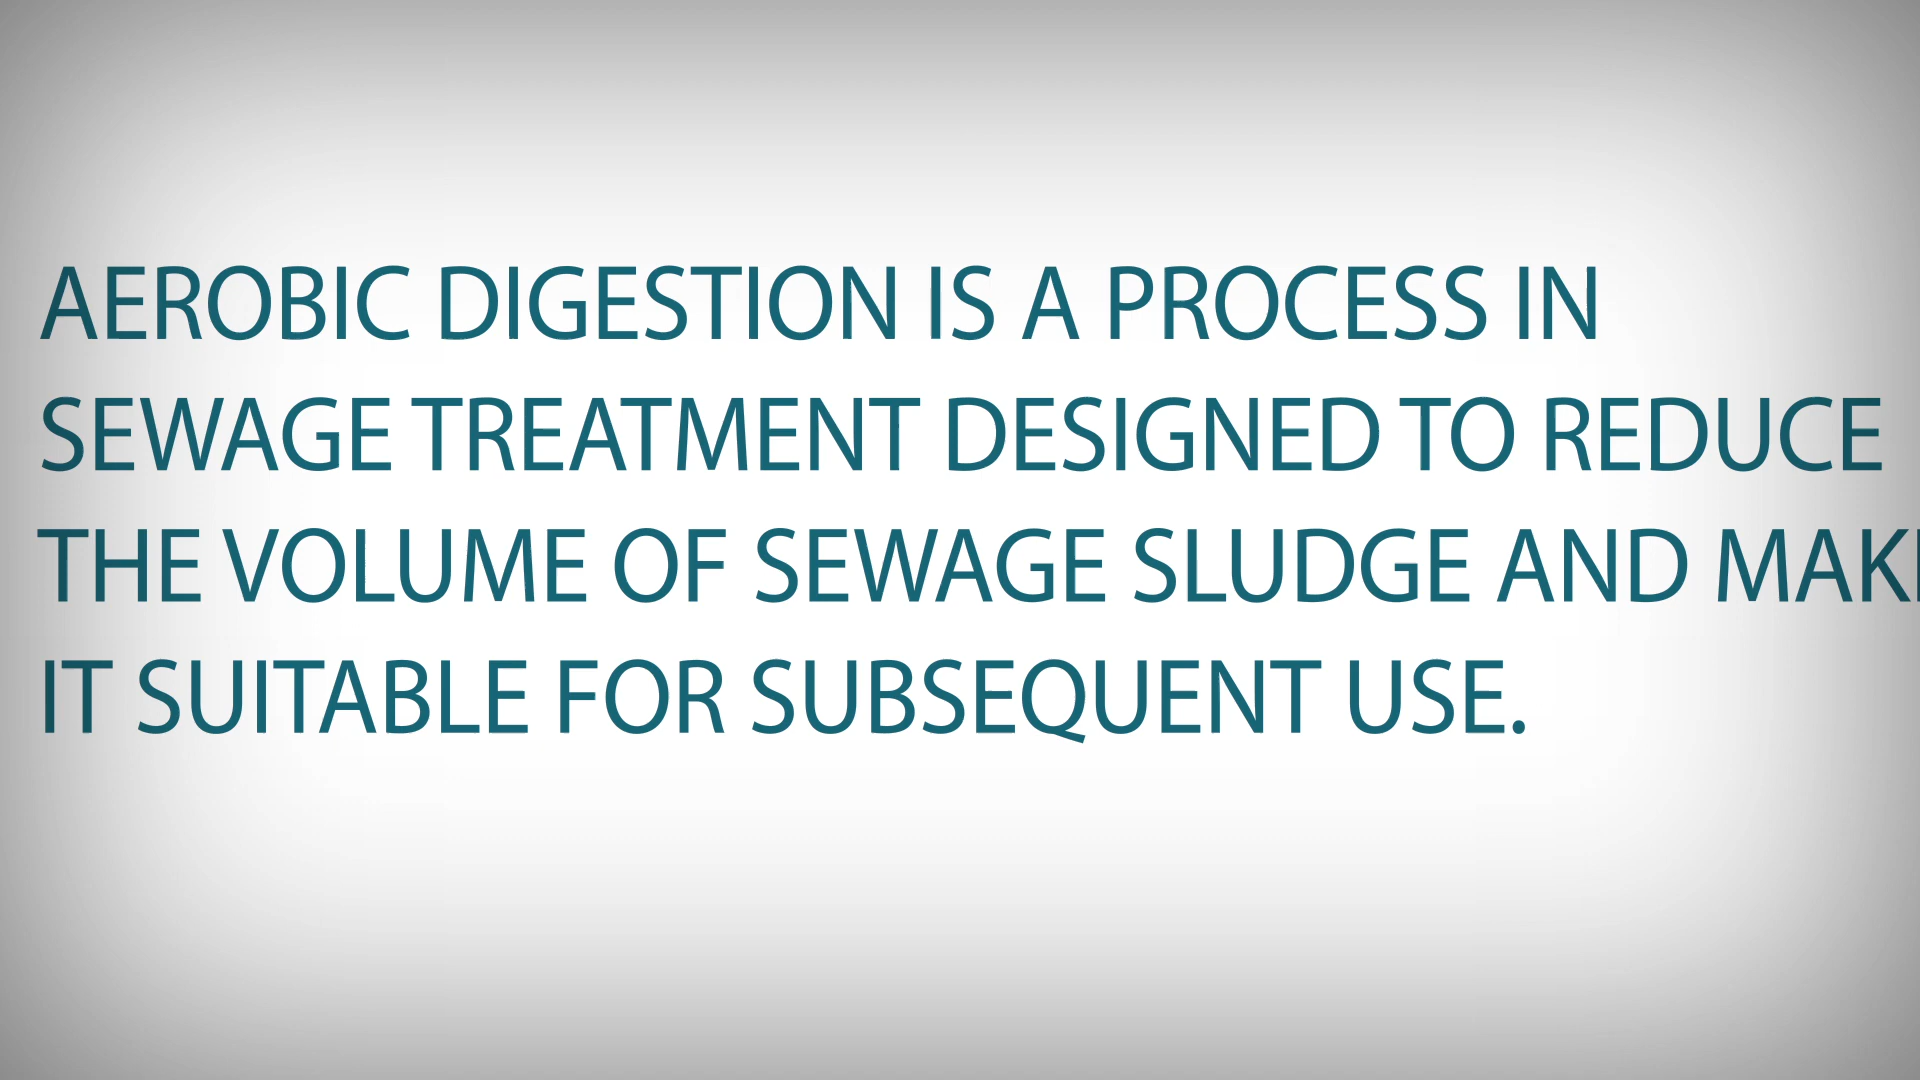 AEROBIC DIGESTION IS A PROCESS IN
SEWAGE TREATMENT DESIGNED TO REDUCE
THE VOLUME OF SEWAGE SLUDGE AND MAK
IT SUITABLE FOR SUBSEQUENT USE.